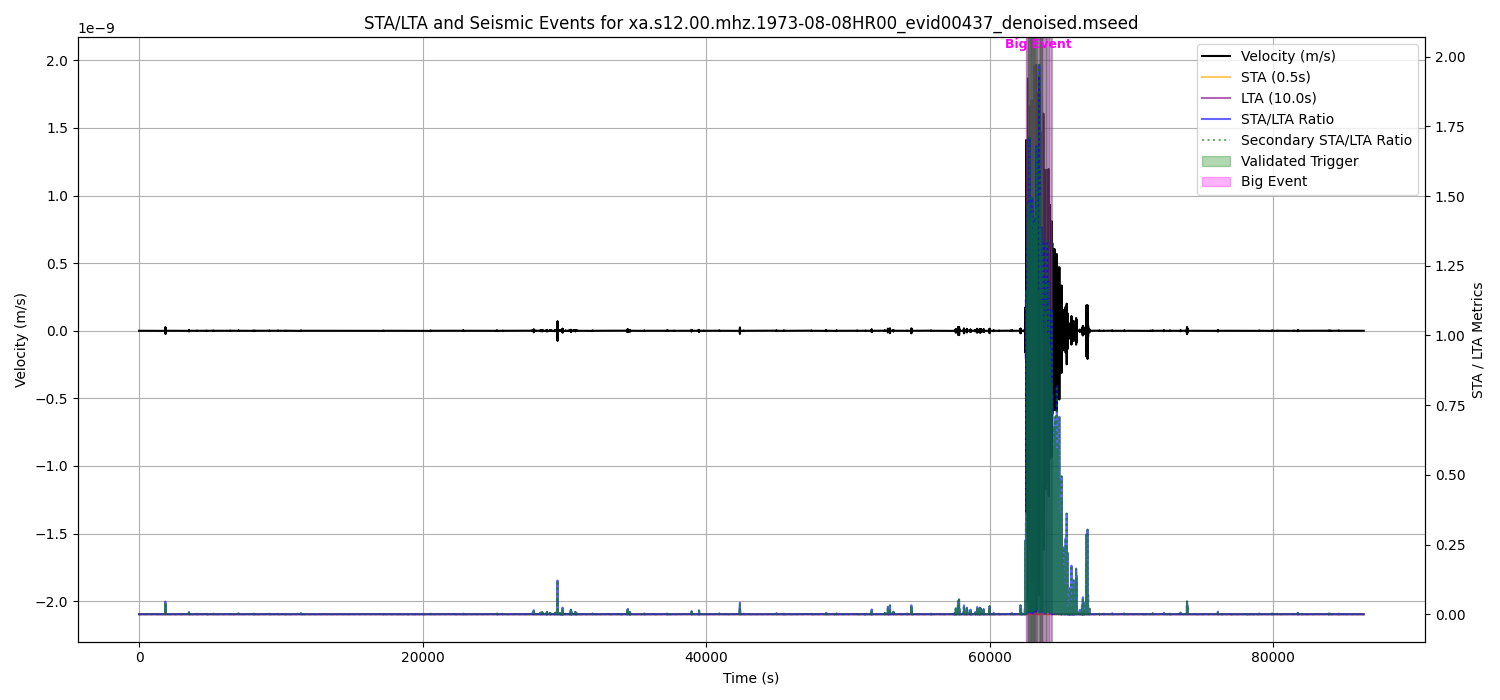 STA/LTA and Seismic Events for xa.s12.00.mhz.1973-08-08HR00_evid00437_denoised.mseed
1e−9
Big Event
Velocity (m/s)
STA (0.5s)
LTA (10.0s)
STA/LTA Ratio
Secondary STA/LTA Ratio
Validated Trigger
Big Event
2.0
1.5
1.0
0.5
0.0
−0.5
−1.0
−1.5
−2.0
Velocity (m/s)
2.00
1.75
1.50
1.25
1.00
0.75
0.50
0.25
0.00
STA / LTA Metrics
0 20000 40000 60000 80000
Time (s)